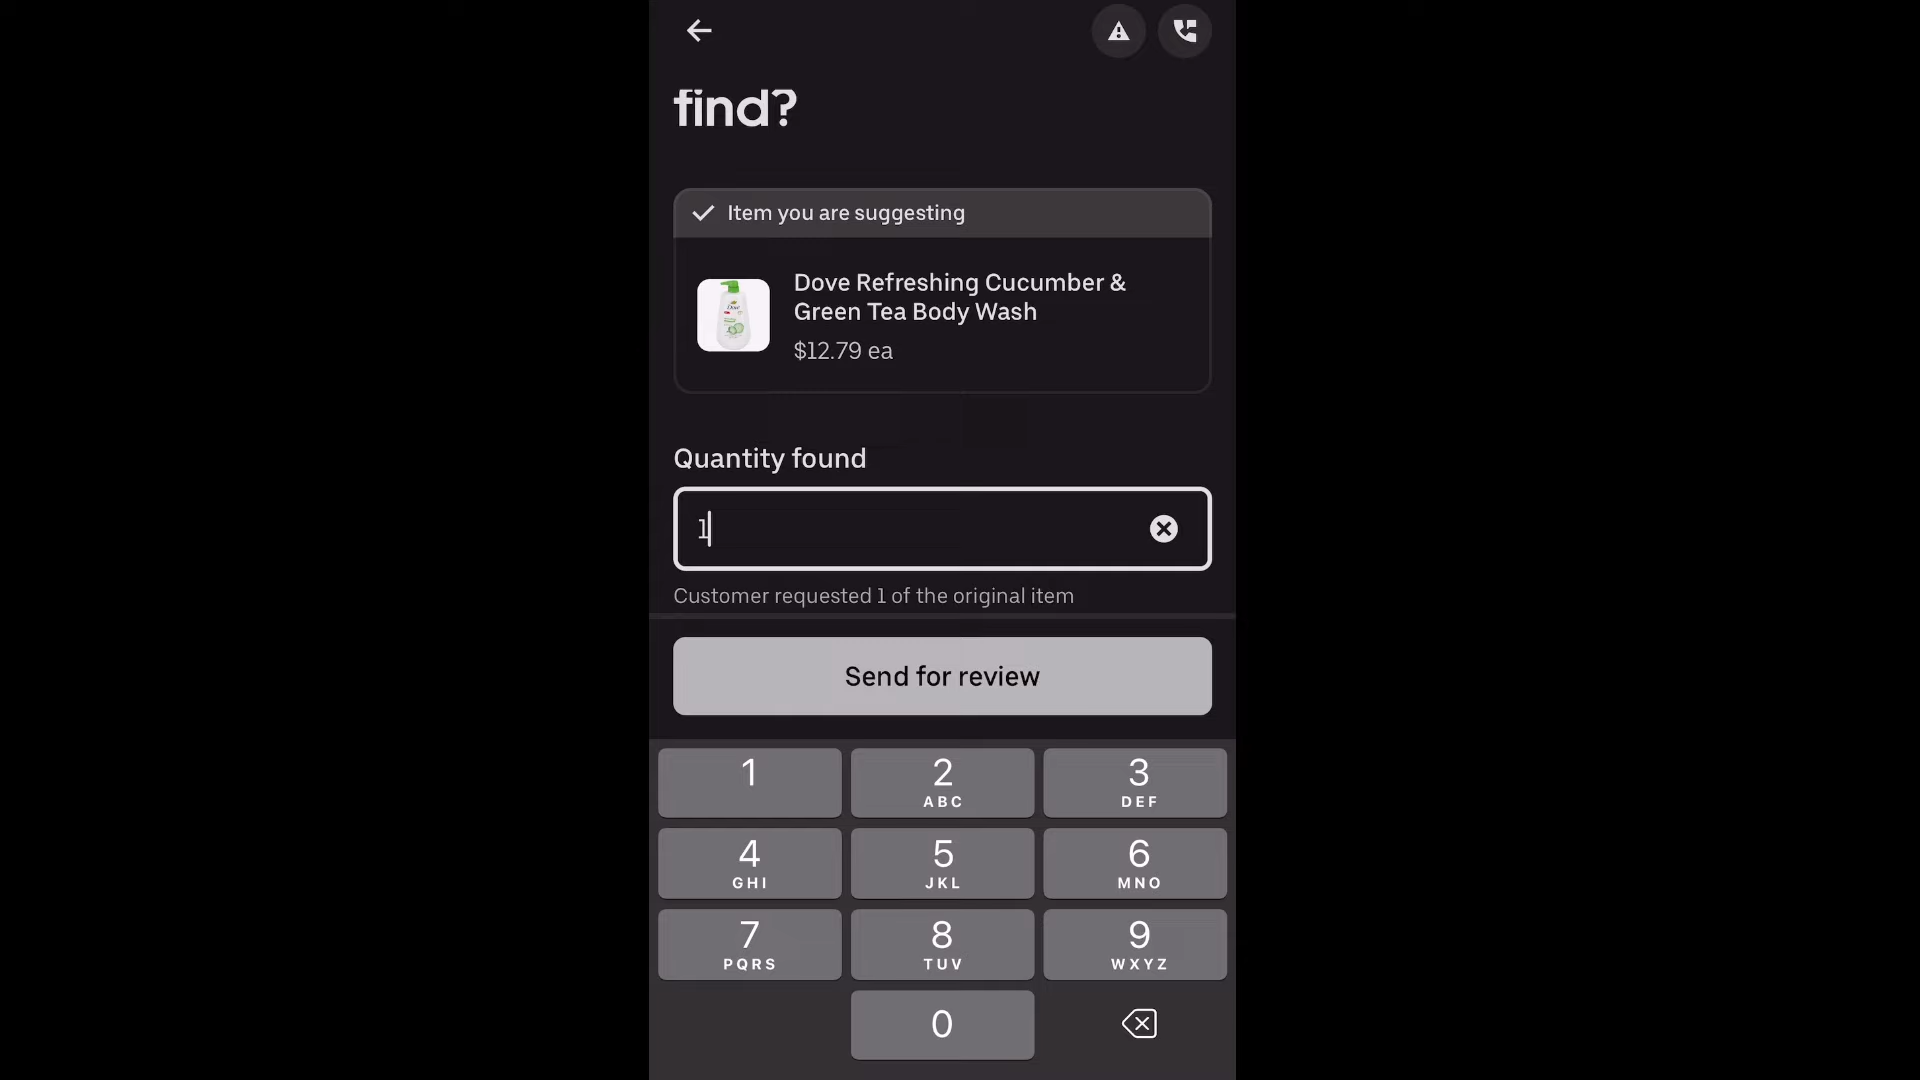 find?
Item you are suggesting
Dove Refreshing Cucumber &
Green Tea Body Wash
$12.79 ea
Quantity found
1
Customer requested 1 of the original item
Send for review
1
2
ABC
3
DEF
4
GHI
5
JKL
6
MNO
7
PQRS
8
TUV
9
WXYZ
0